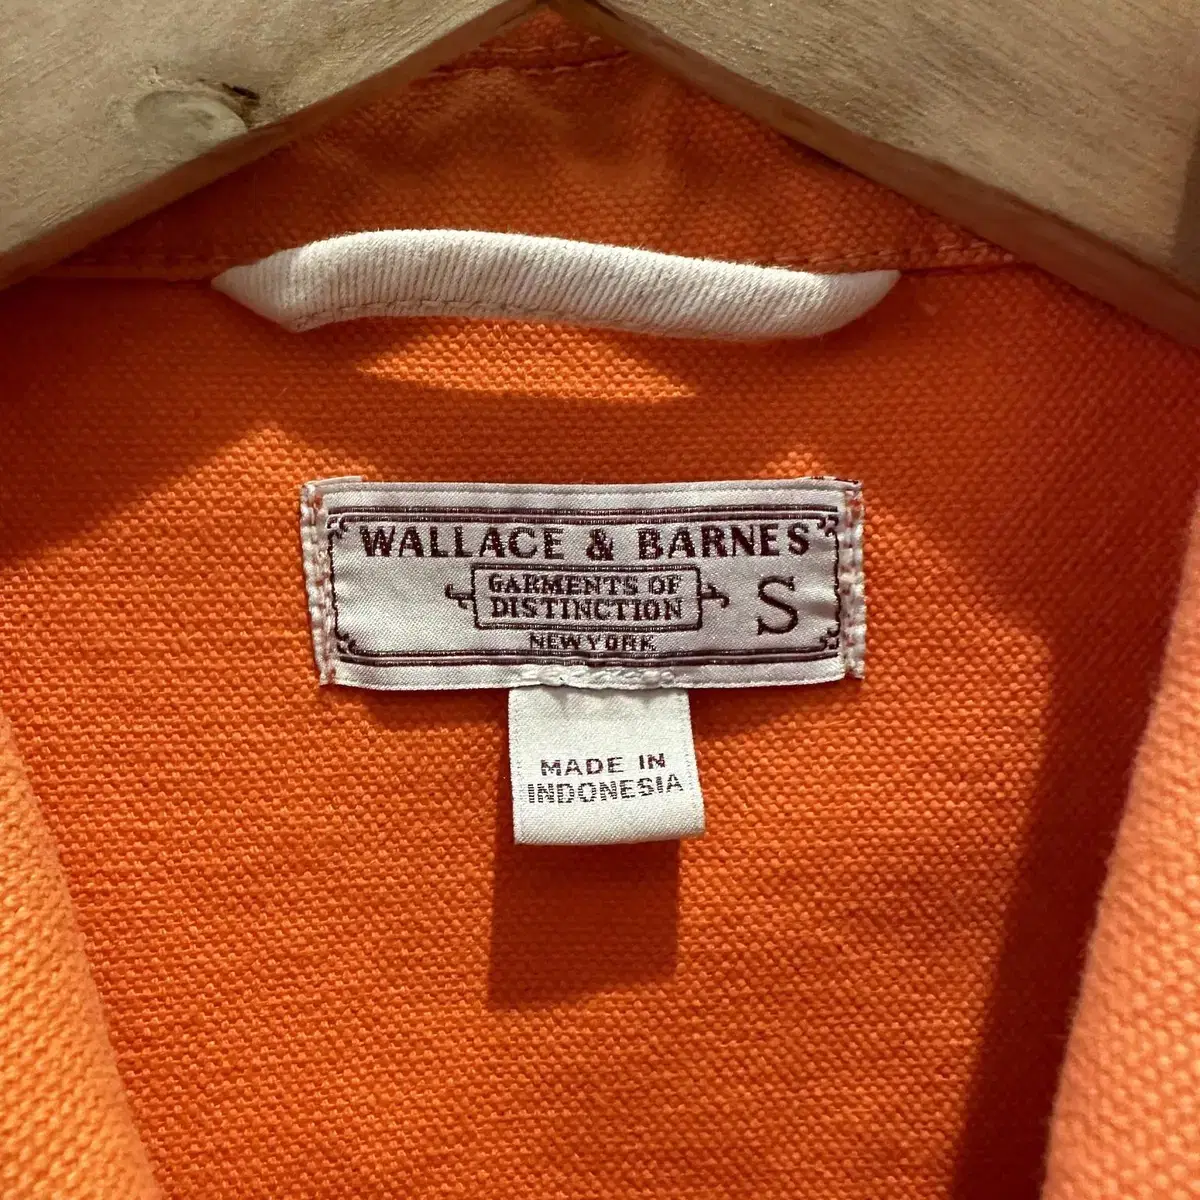 WALLACE & BARNES
GARMENTS OF
DISTINCTION
S
NEW YORK
MADE IN
INDONESIA